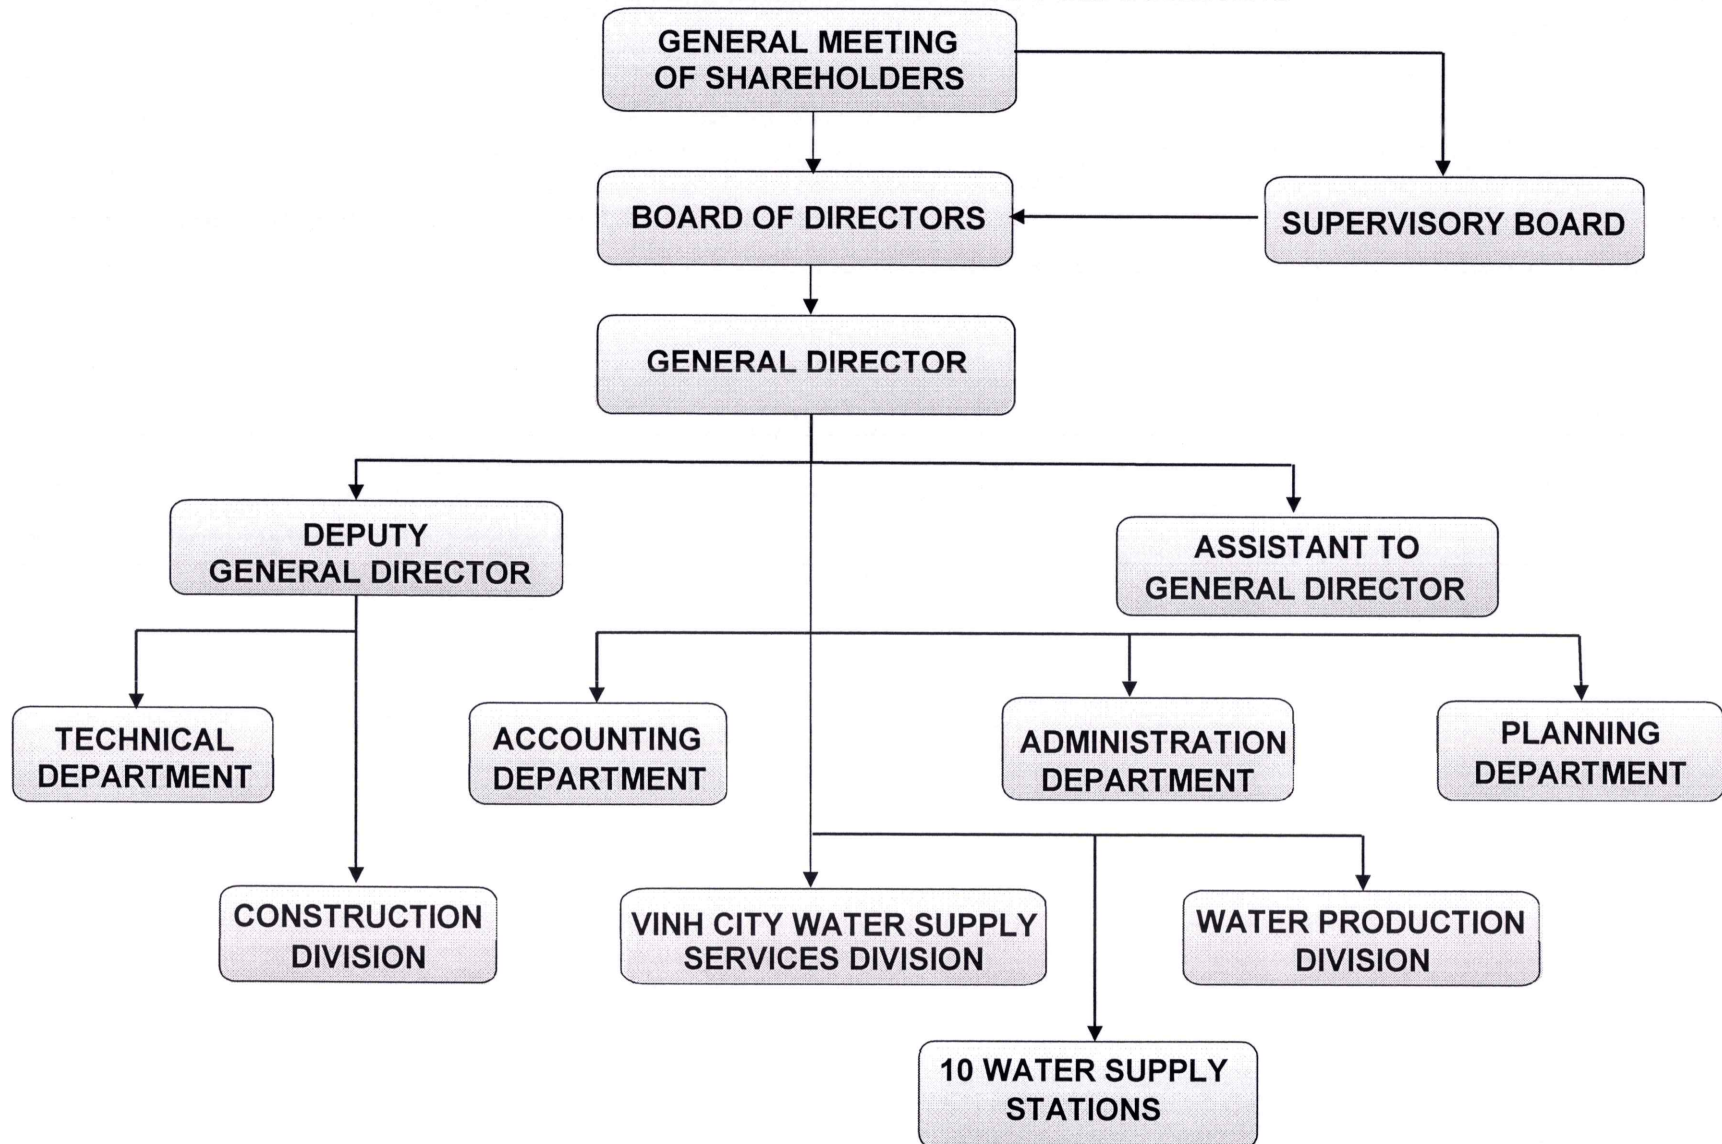 GENERAL MEETING
OF SHAREHOLDERS
BOARD OF DIRECTORS
SUPERVISORY BOARD
GENERAL DIRECTOR
DEPUTY
GENERAL DIRECTOR
ASSISTANT TO
GENERAL DIRECTOR
TECHNICAL
DEPARTMENT
ACCOUNTING
DEPARTMENT
ADMINISTRATION
DEPARTMENT
PLANNING
DEPARTMENT
CONSTRUCTION
DIVISION
VINH CITY WATER SUPPLY
SERVICES DIVISION
WATER PRODUCTION
DIVISION
10 WATER SUPPLY
STATIONS